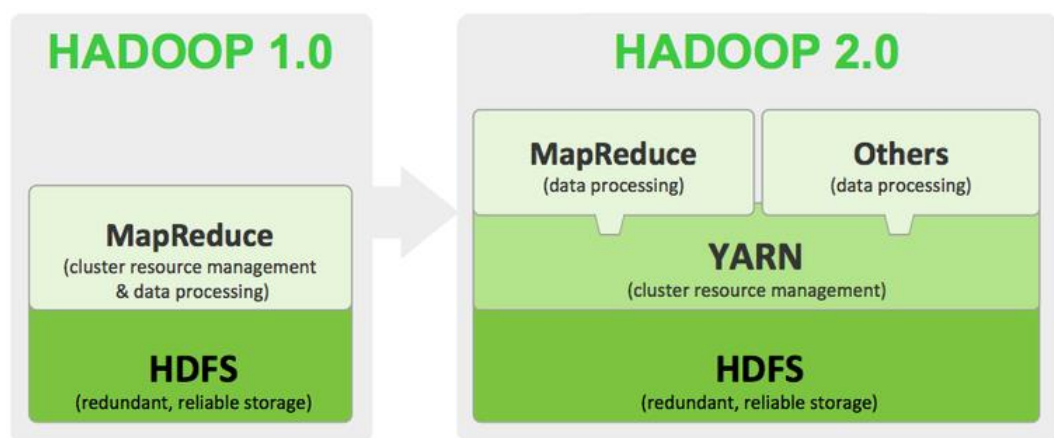 HADOOP 1.0
MapReduce
(cluster resource management
& data processing)
HDFS
(redundant, reliable storage)
HADOOP 2.0
MapReduce
(data processing)
Others
(data processing)
YARN
(cluster resource management)
HDFS
(redundant, reliable storage)